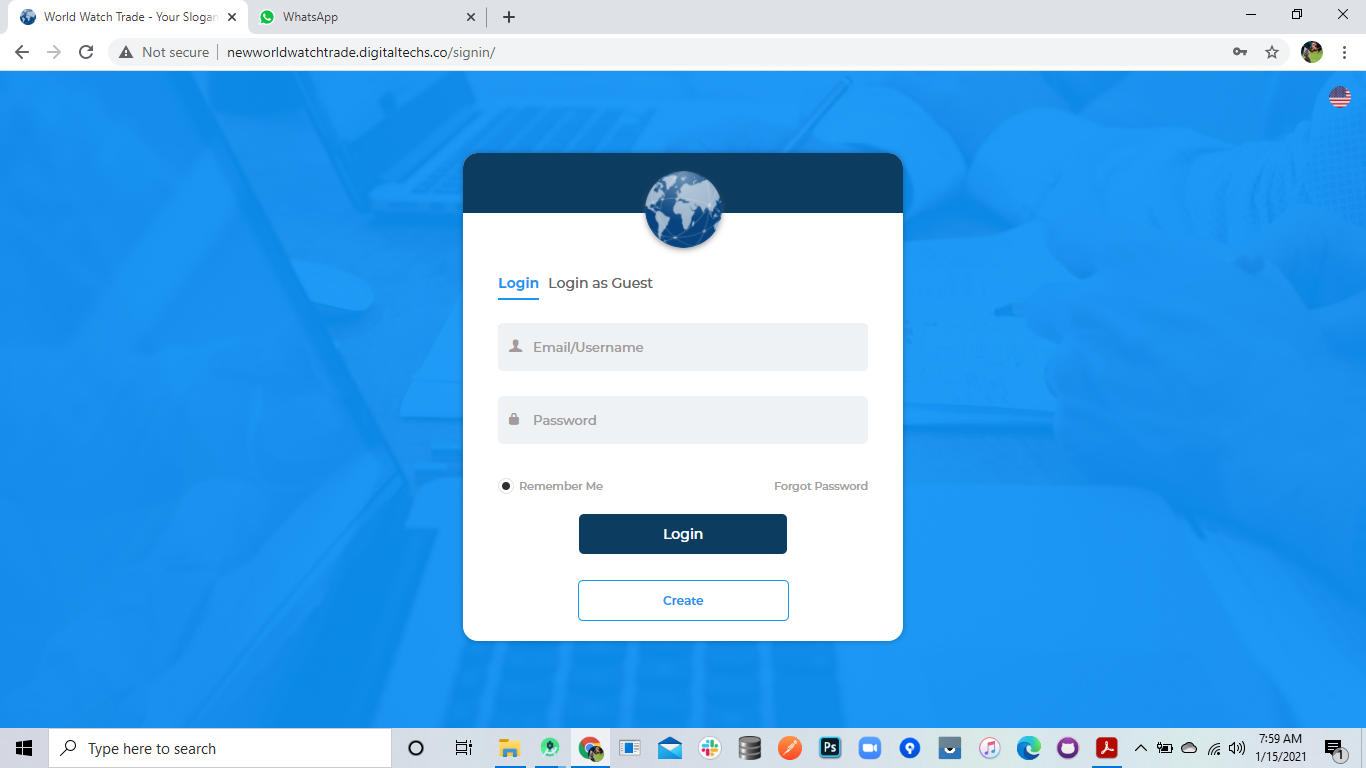 World Watch Trade - Your Slogan
WhatsApp
Not secure
newworldwatchtrade.digitaltechs.co/signin/
Login Login as Guest
Email/Username
Password
Remember Me Forgot Password
Login
Create
Type here to search
Ps
7:59 AM
1/15/2021
1